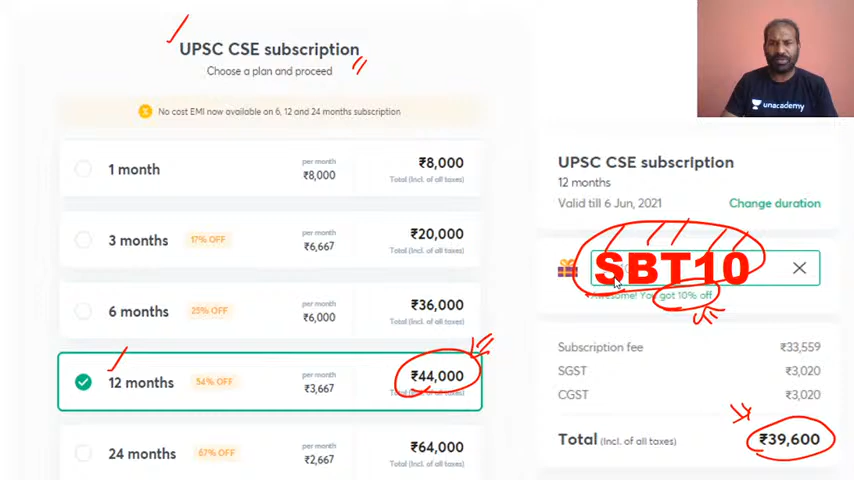 UPSC CSE subscription
Choose a plan and proceed
No cost EMI now available on 6, 12 and 24 months subscription
1 month
per month
₹8,000
₹8,000
Total (Incl. of all taxes)
3 months
17% OFF
per month
₹6,667
₹20,000
Total (Incl. of all taxes)
6 months
25% OFF
per month
₹6,000
₹36,000
Total (Incl. of all taxes)
12 months
54% OFF
per month
₹3,667
₹44,000
24 months
67% OFF
per month
₹2,667
₹64,000
Total (Incl. of all taxes)
unacademy
UPSC CSE subscription
12 months
Valid till 6 Jun, 2021
Change duration
SBT10
Awesome! You got 10% off
Subscription fee
₹33,559
SGST
₹3,020
CGST
₹3,020
Total (Incl. of all taxes)
₹39,600